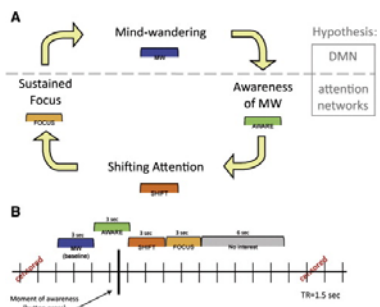 A
Mind-wandering
MW
Hypothesis:
DMN
attention
networks
Sustained
Focus
FOCUS
Awareness
of MW
AWARE
Shifting Attention
SHIFT
B
3 sec
AWARE
3 sec
MW
(baseline)
3 sec
SHIFT
3 sec
FOCUS
6 sec
No interest
censored
censored
Moment of awareness
TR=1.5 sec